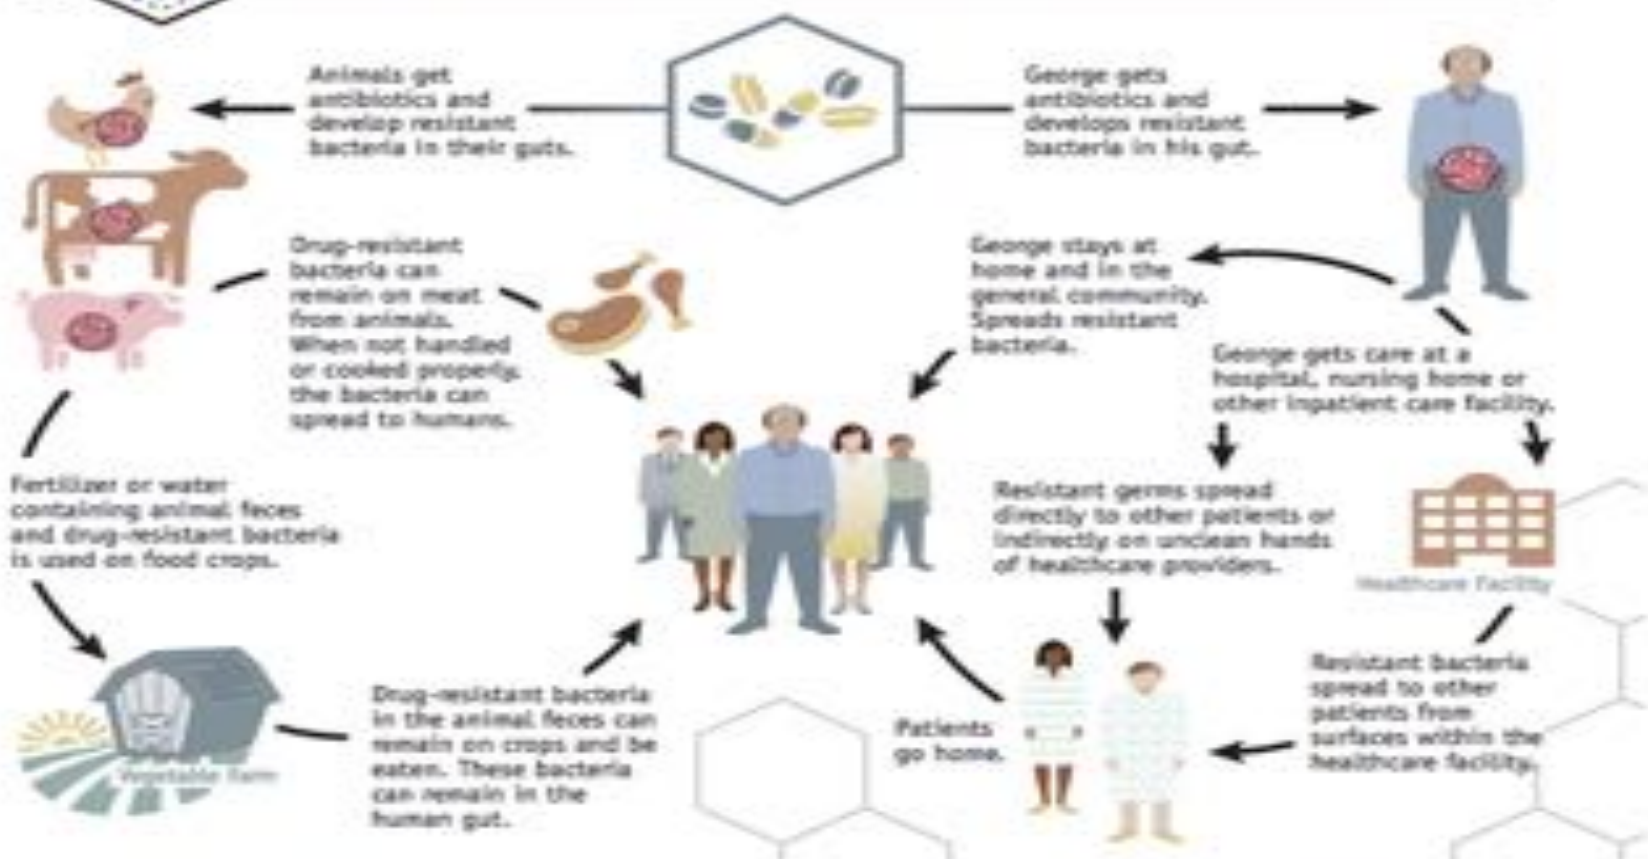 Animals get
antibiotics and
develop resistant
bacteria in their guts.
George gets
antibiotics and
develops resistant
bacteria in his gut.
Drug-resistant
bacteria can
remain on meat
from animals.
When not handled
or cooked properly,
the bacteria can
spread to humans.
George stays at
home and in the
general community.
Spreads resistant
bacteria.
George gets care at a
hospital, nursing home or
other inpatient care facility.
Fertilizer or water
containing animal feces
and drug-resistant bacteria
is used on food crops.
Resistant germs spread
directly to other patients or
indirectly on unclean hands
of healthcare providers.
Healthcare Facility
Vegetable Farm
Drug-resistant bacteria
in the animal feces can
remain on crops and be
eaten. These bacteria
can remain in the
human gut.
Patients
go home.
Resistant bacteria
spread to other
patients from
surfaces within the
healthcare facility.